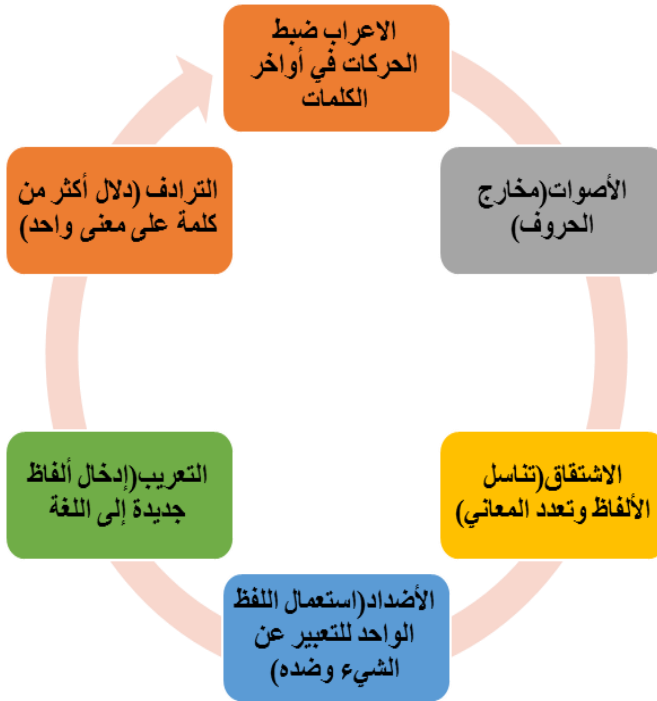 الاعراب ضبط
الحركات في أواخر
الكلمات
الأصوات(مخارج
الحروف)
الاشتقاق(تناسل
الألفاظ وتعدد المعاني)
الأضداد(استعمال اللفظ
الواحد للتعبير عن
الشيء وضده)
التعريب(إدخال ألفاظ
جديدة إلى اللغة
الترادف (دلال أكثر من
كلمة على معنى واحد)